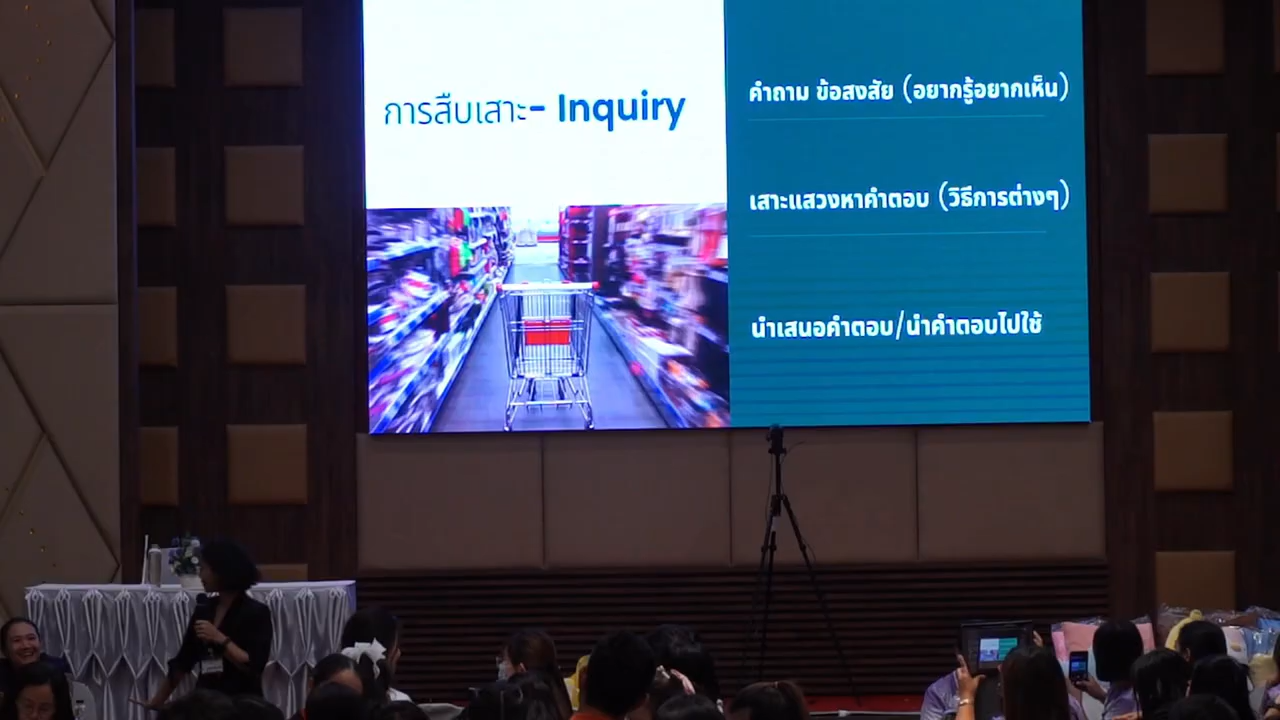 การสืบเสาะ- Inquiry
คำถาม ข้อสงสัย (อยากรู้อยากเห็น)
เสาะแสวงหาคำตอบ (วิธีการต่างๆ)
นำเสนอคำตอบ/นำคำตอบไปใช้